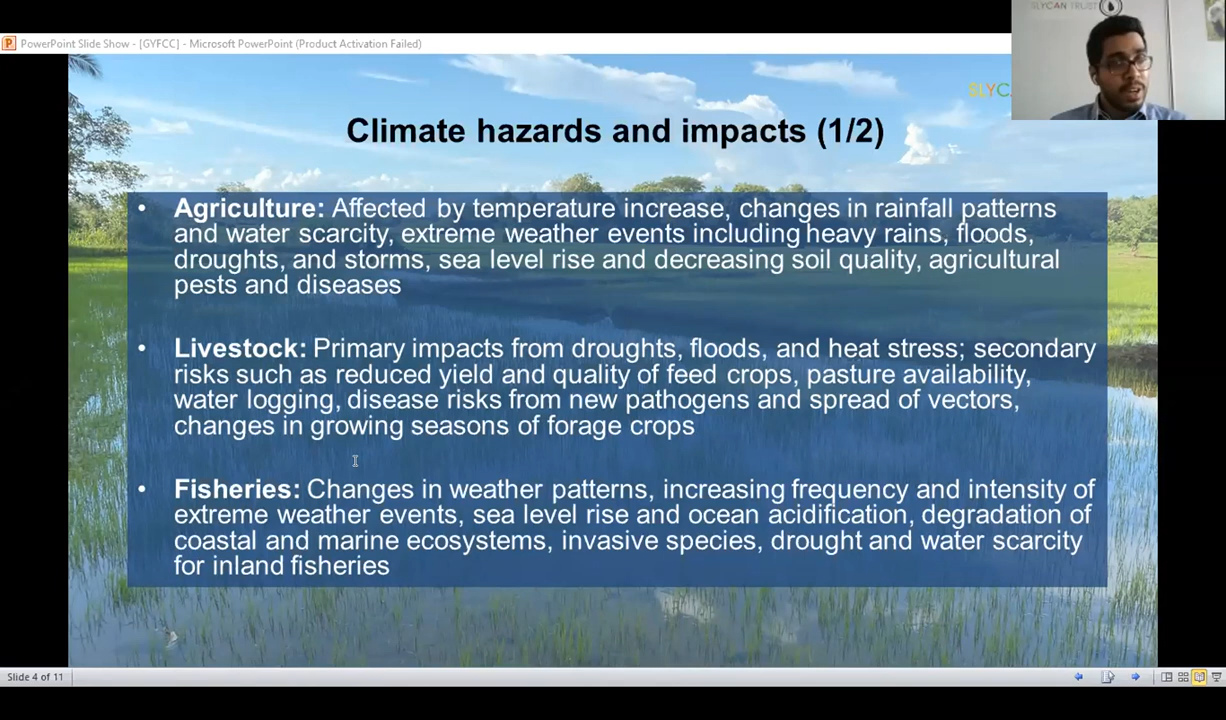 SLYCAN TRUST
PowerPoint Slide Show - [GYFCC] - Microsoft PowerPoint (Product Activation Failed)
Climate hazards and impacts (1/2)
• Agriculture: Affected by temperature increase, changes in rainfall patterns
and water scarcity, extreme weather events including heavy rains, floods,
droughts, and storms, sea level rise and decreasing soil quality, agricultural
pests and diseases
• Livestock: Primary impacts from droughts, floods, and heat stress; secondary
risks such as reduced yield and quality of feed crops, pasture availability,
water logging, disease risks from new pathogens and spread of vectors,
changes in growing seasons of forage crops
• Fisheries: Changes in weather patterns, increasing frequency and intensity of
extreme weather events, sea level rise and ocean acidification, degradation of
coastal and marine ecosystems, invasive species, drought and water scarcity
for inland fisheries
Slide 4 of 11